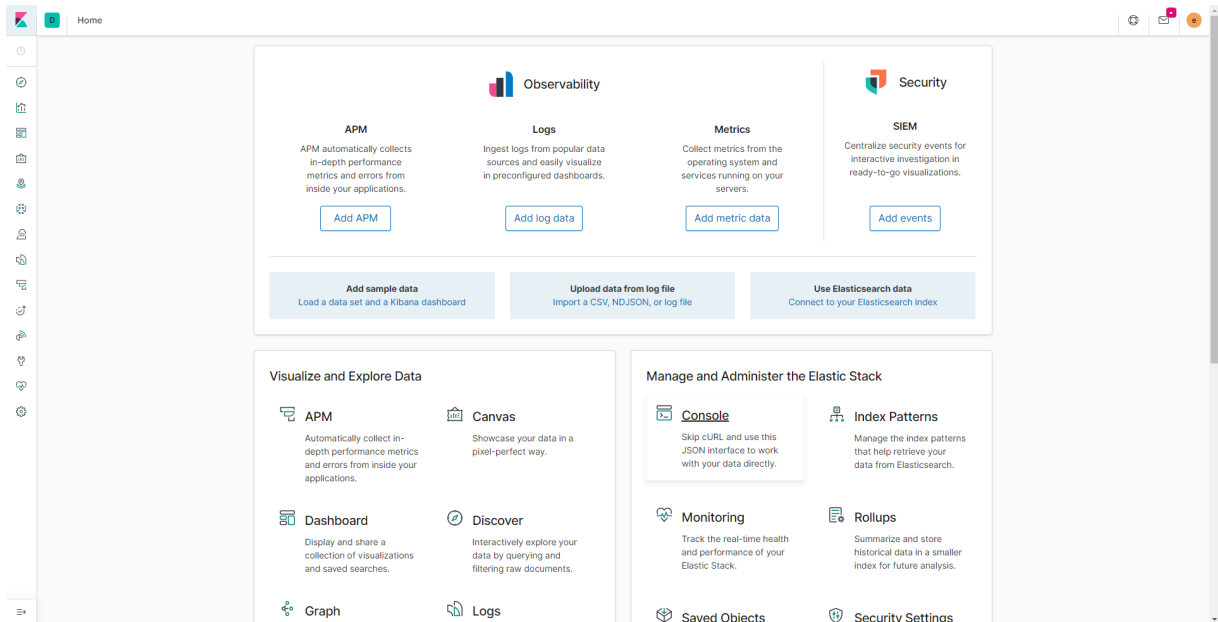 D
Home
e
Observability
Security
APM
APM automatically collects
in-depth performance
metrics and errors from
inside your applications.
Add APM
Logs
Ingest logs from popular data
sources and easily visualize
in preconfigured dashboards.
Add log data
Metrics
Collect metrics from the
operating system and
services running on your
servers.
Add metric data
SIEM
Centralize security events for
interactive investigation in
ready-to-go visualizations.
Add events
Add sample data
Load a data set and a Kibana dashboard
Upload data from log file
Import a CSV, NDJSON, or log file
Use Elasticsearch data
Connect to your Elasticsearch index
Visualize and Explore Data
APM
Automatically collect in-
depth performance metrics
and errors from inside your
applications.
Canvas
Showcase your data in a
pixel-perfect way.
Dashboard
Display and share a
collection of visualizations
and saved searches.
Discover
Interactively explore your
data by querying and
filtering raw documents.
Graph
Logs
Manage and Administer the Elastic Stack
Console
Skip cURL and use this
JSON interface to work
with your data directly.
Index Patterns
Manage the index patterns
that help retrieve your
data from Elasticsearch.
Monitoring
Track the real-time health
and performance of your
Elastic Stack.
Rollups
Summarize and store
historical data in a smaller
index for future analysis.
Saved Objects
Security Settings